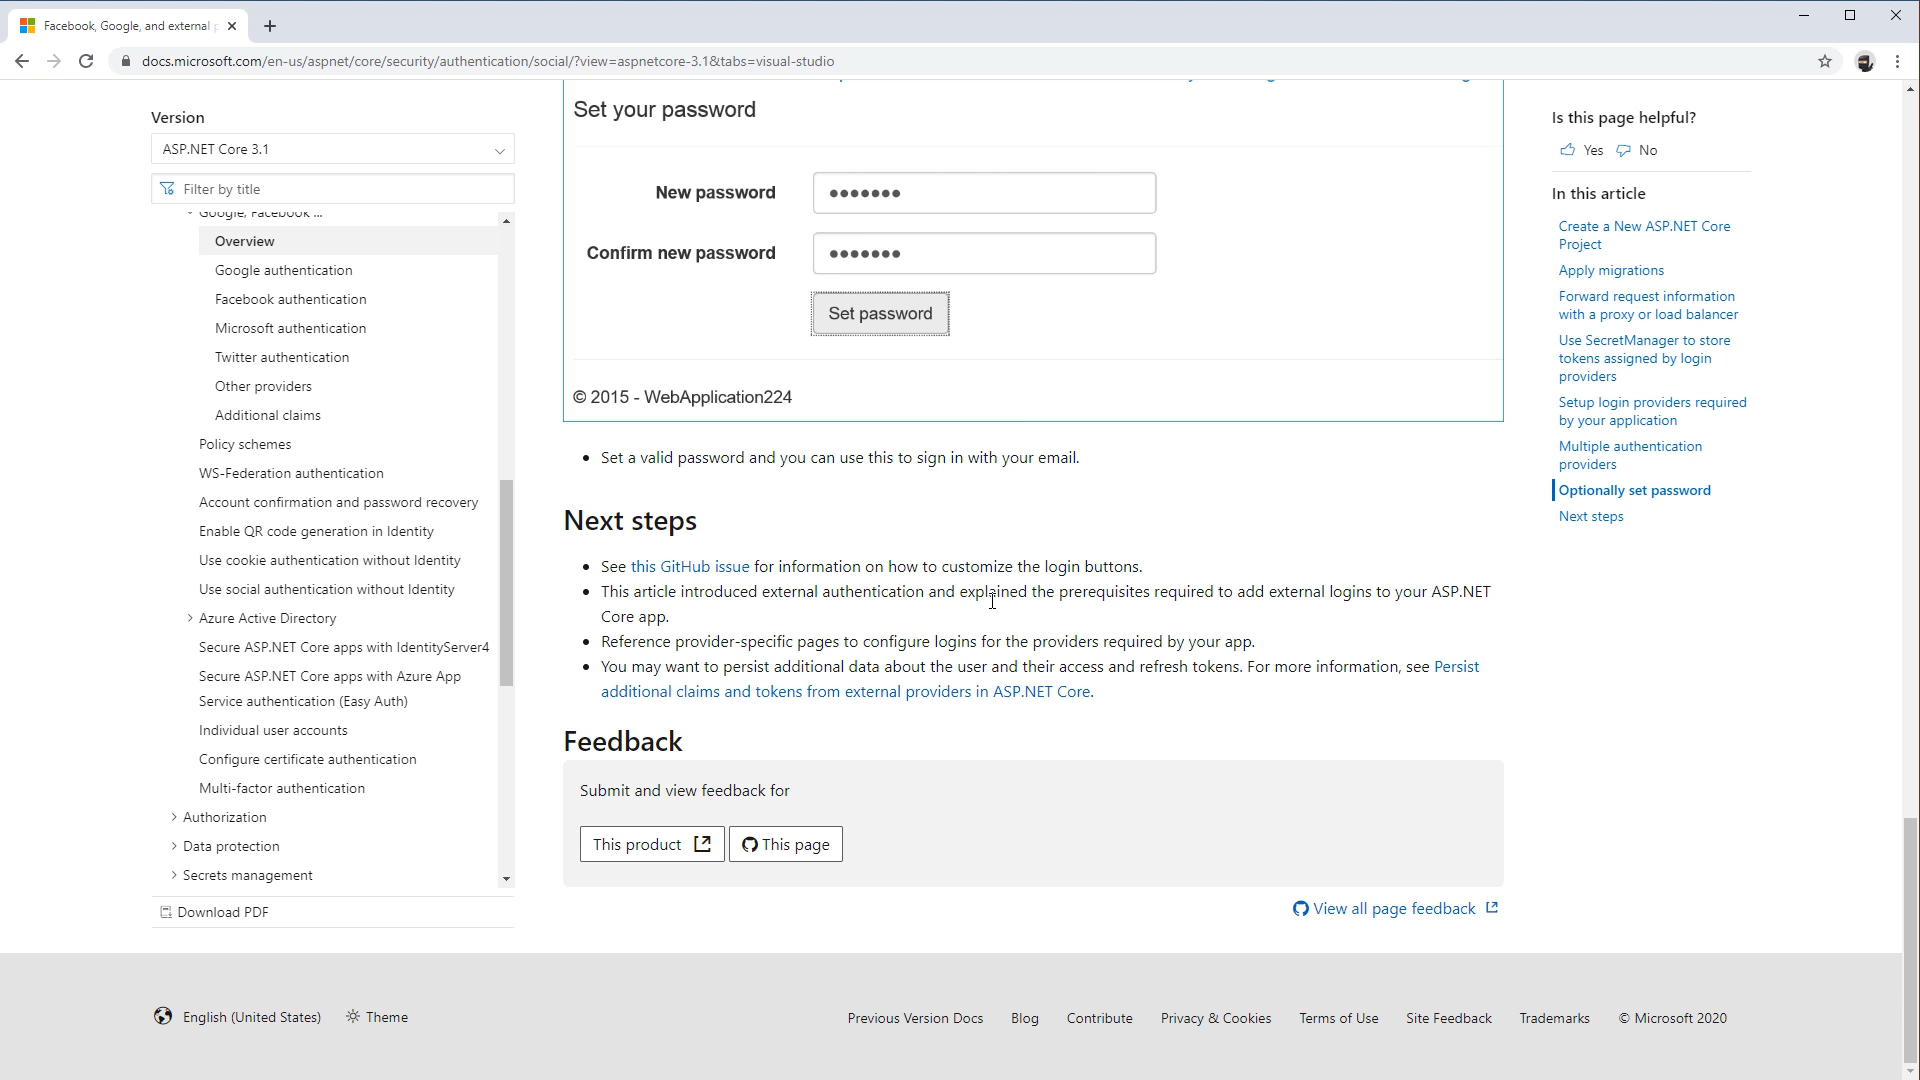 Facebook, Google, and external
docs.microsoft.com/en-us/aspnet/core/security/authentication/social/?view=aspnetcore-3.1&tabs=visual-studio
Version
ASP.NET Core 3.1
Filter by title
Google, Facebook ...
Overview
Google authentication
Facebook authentication
Microsoft authentication
Twitter authentication
Other providers
Additional claims
Policy schemes
WS-Federation authentication
Account confirmation and password recovery
Enable QR code generation in Identity
Use cookie authentication without Identity
Use social authentication without Identity
Azure Active Directory
Secure ASP.NET Core apps with IdentityServer4
Secure ASP.NET Core apps with Azure App
Service authentication (Easy Auth)
Individual user accounts
Configure certificate authentication
Multi-factor authentication
Authorization
Data protection
Secrets management
Download PDF
Set your password
New password
•••••••
Confirm new password
•••••••
Set password
© 2015 - WebApplication224
• Set a valid password and you can use this to sign in with your email.
Next steps
• See this GitHub issue for information on how to customize the login buttons.
• This article introduced external authentication and explained the prerequisites required to add external logins to your ASP.NET
Core app.
• Reference provider-specific pages to configure logins for the providers required by your app.
• You may want to persist additional data about the user and their access and refresh tokens. For more information, see Persist
additional claims and tokens from external providers in ASP.NET Core.
Feedback
Submit and view feedback for
This product
This page
View all page feedback
Is this page helpful?
Yes No
In this article
Create a New ASP.NET Core
Project
Apply migrations
Forward request information
with a proxy or load balancer
Use SecretManager to store
tokens assigned by login
providers
Setup login providers required
by your application
Multiple authentication
providers
Optionally set password
Next steps
English (United States)
Theme
Previous Version Docs
Blog
Contribute
Privacy & Cookies
Terms of Use
Site Feedback
Trademarks
© Microsoft 2020